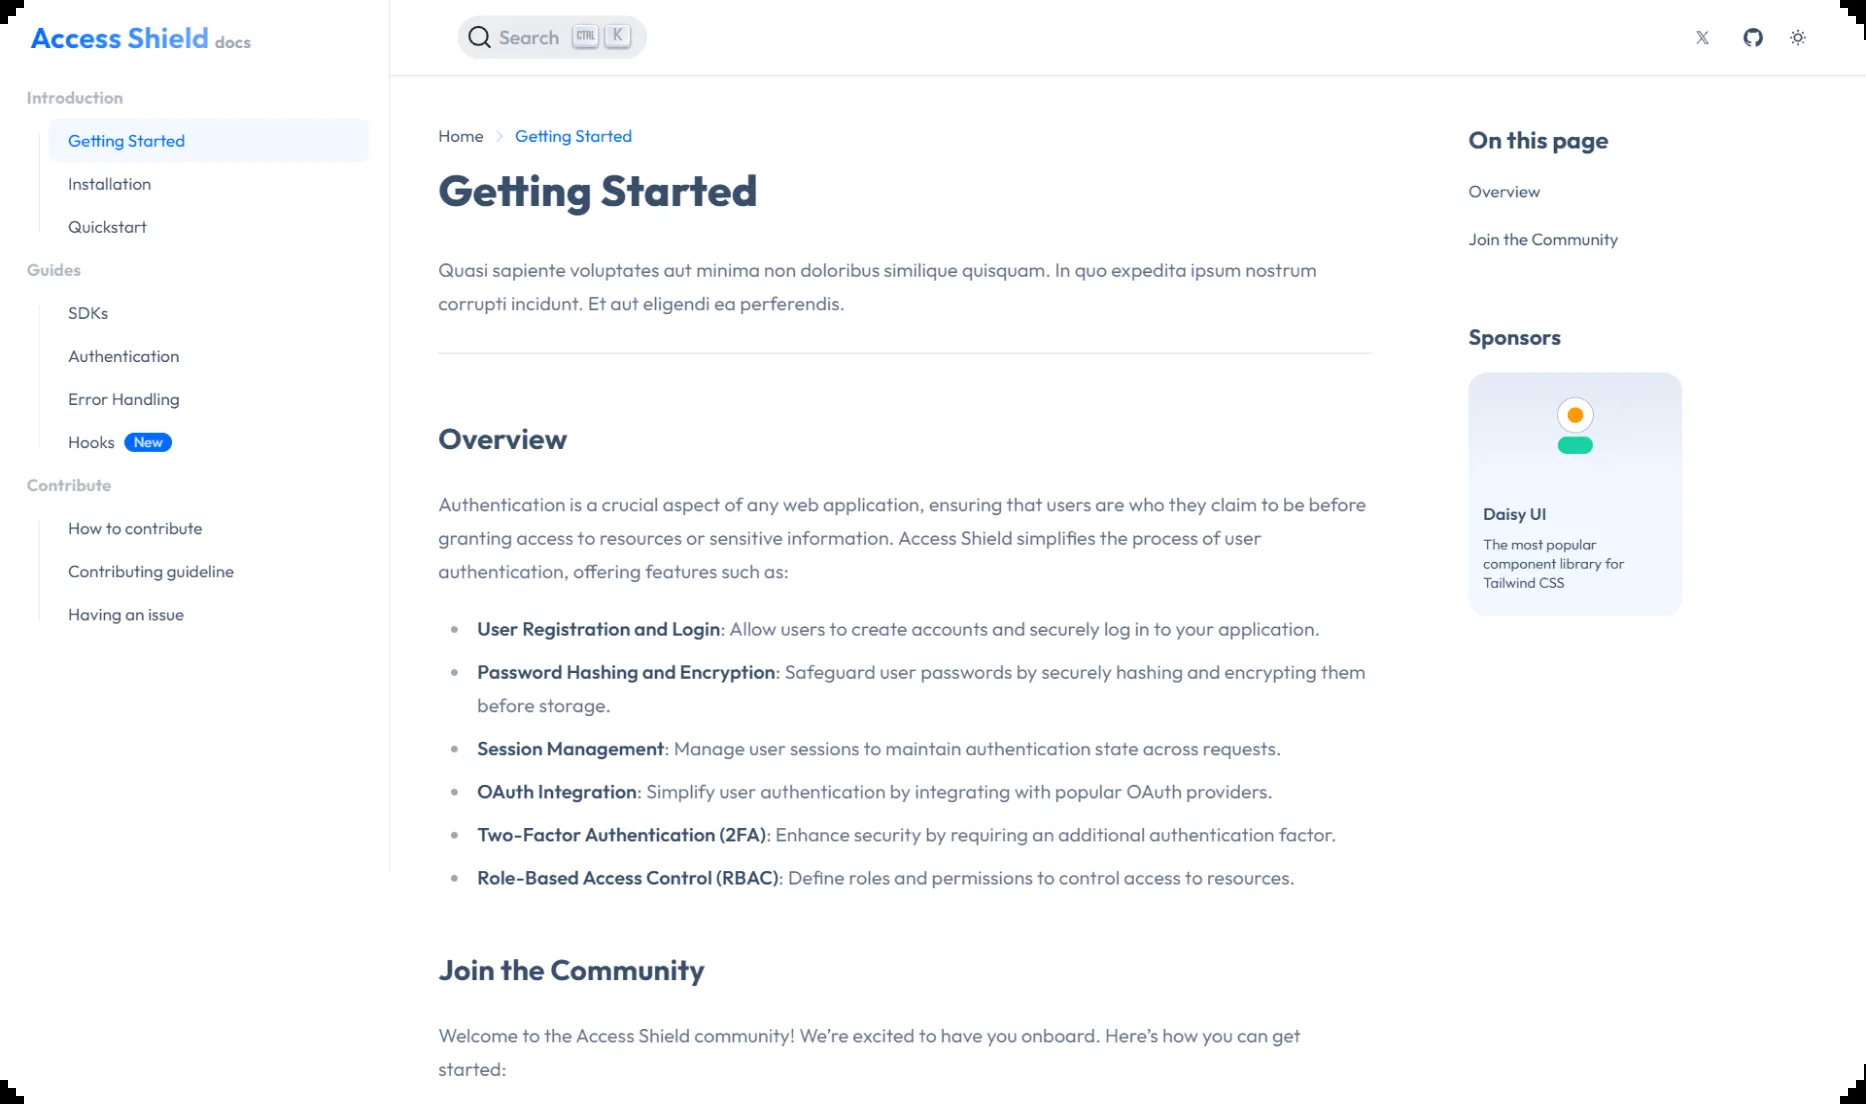 Access Shield docs
Search CTRL K
𝕏
Introduction
Getting Started
Installation
Quickstart
Guides
SDKs
Authentication
Error Handling
Hooks New
Contribute
How to contribute
Contributing guideline
Having an issue
Home > Getting Started
Getting Started
Quasi sapiente voluptates aut minima non doloribus similique quisquam. In quo expedita ipsum nostrum
corrupti incidunt. Et aut eligendi ea perferendis.
Overview
Authentication is a crucial aspect of any web application, ensuring that users are who they claim to be before
granting access to resources or sensitive information. Access Shield simplifies the process of user
authentication, offering features such as:
• User Registration and Login: Allow users to create accounts and securely log in to your application.
• Password Hashing and Encryption: Safeguard user passwords by securely hashing and encrypting them
before storage.
• Session Management: Manage user sessions to maintain authentication state across requests.
• OAuth Integration: Simplify user authentication by integrating with popular OAuth providers.
• Two-Factor Authentication (2FA): Enhance security by requiring an additional authentication factor.
• Role-Based Access Control (RBAC): Define roles and permissions to control access to resources.
Join the Community
Welcome to the Access Shield community! We’re excited to have you onboard. Here’s how you can get
started:
On this page
Overview
Join the Community
Sponsors
Daisy UI
The most popular
component library for
Tailwind CSS